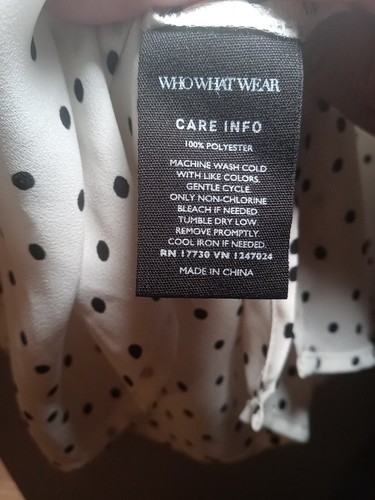 WHO WHAT WEAR
CARE INFO
100% POLYESTER
MACHINE WASH COLD
WITH LIKE COLORS.
GENTLE CYCLE.
ONLY NON-CHLORINE
BLEACH IF NEEDED.
TUMBLE DRY LOW
REMOVE PROMPTLY
COOL IRON IF NEEDED.
RN 17730 VN 1247024
MADE IN CHINA